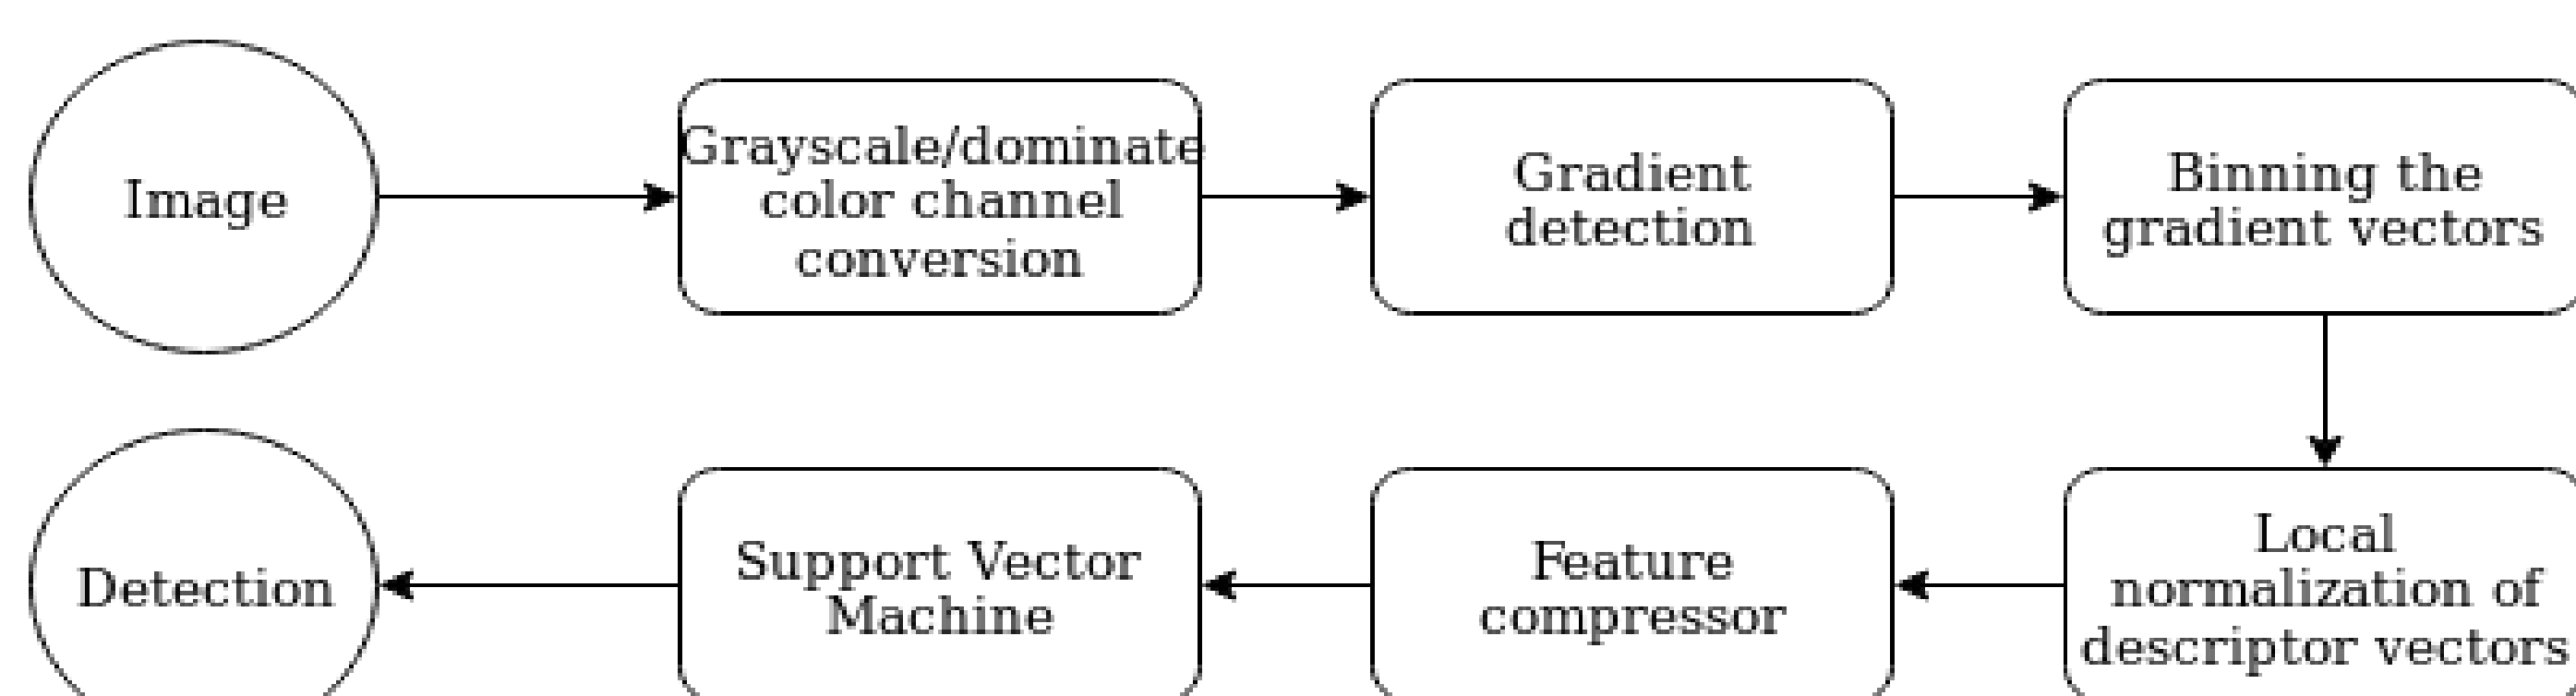 Image
Grayscale/dominate
color channel
conversion
Gradient
detection
Binning the
gradient vectors
Local
normalization of
descriptor vectors
Feature
compressor
Support Vector
Machine
Detection